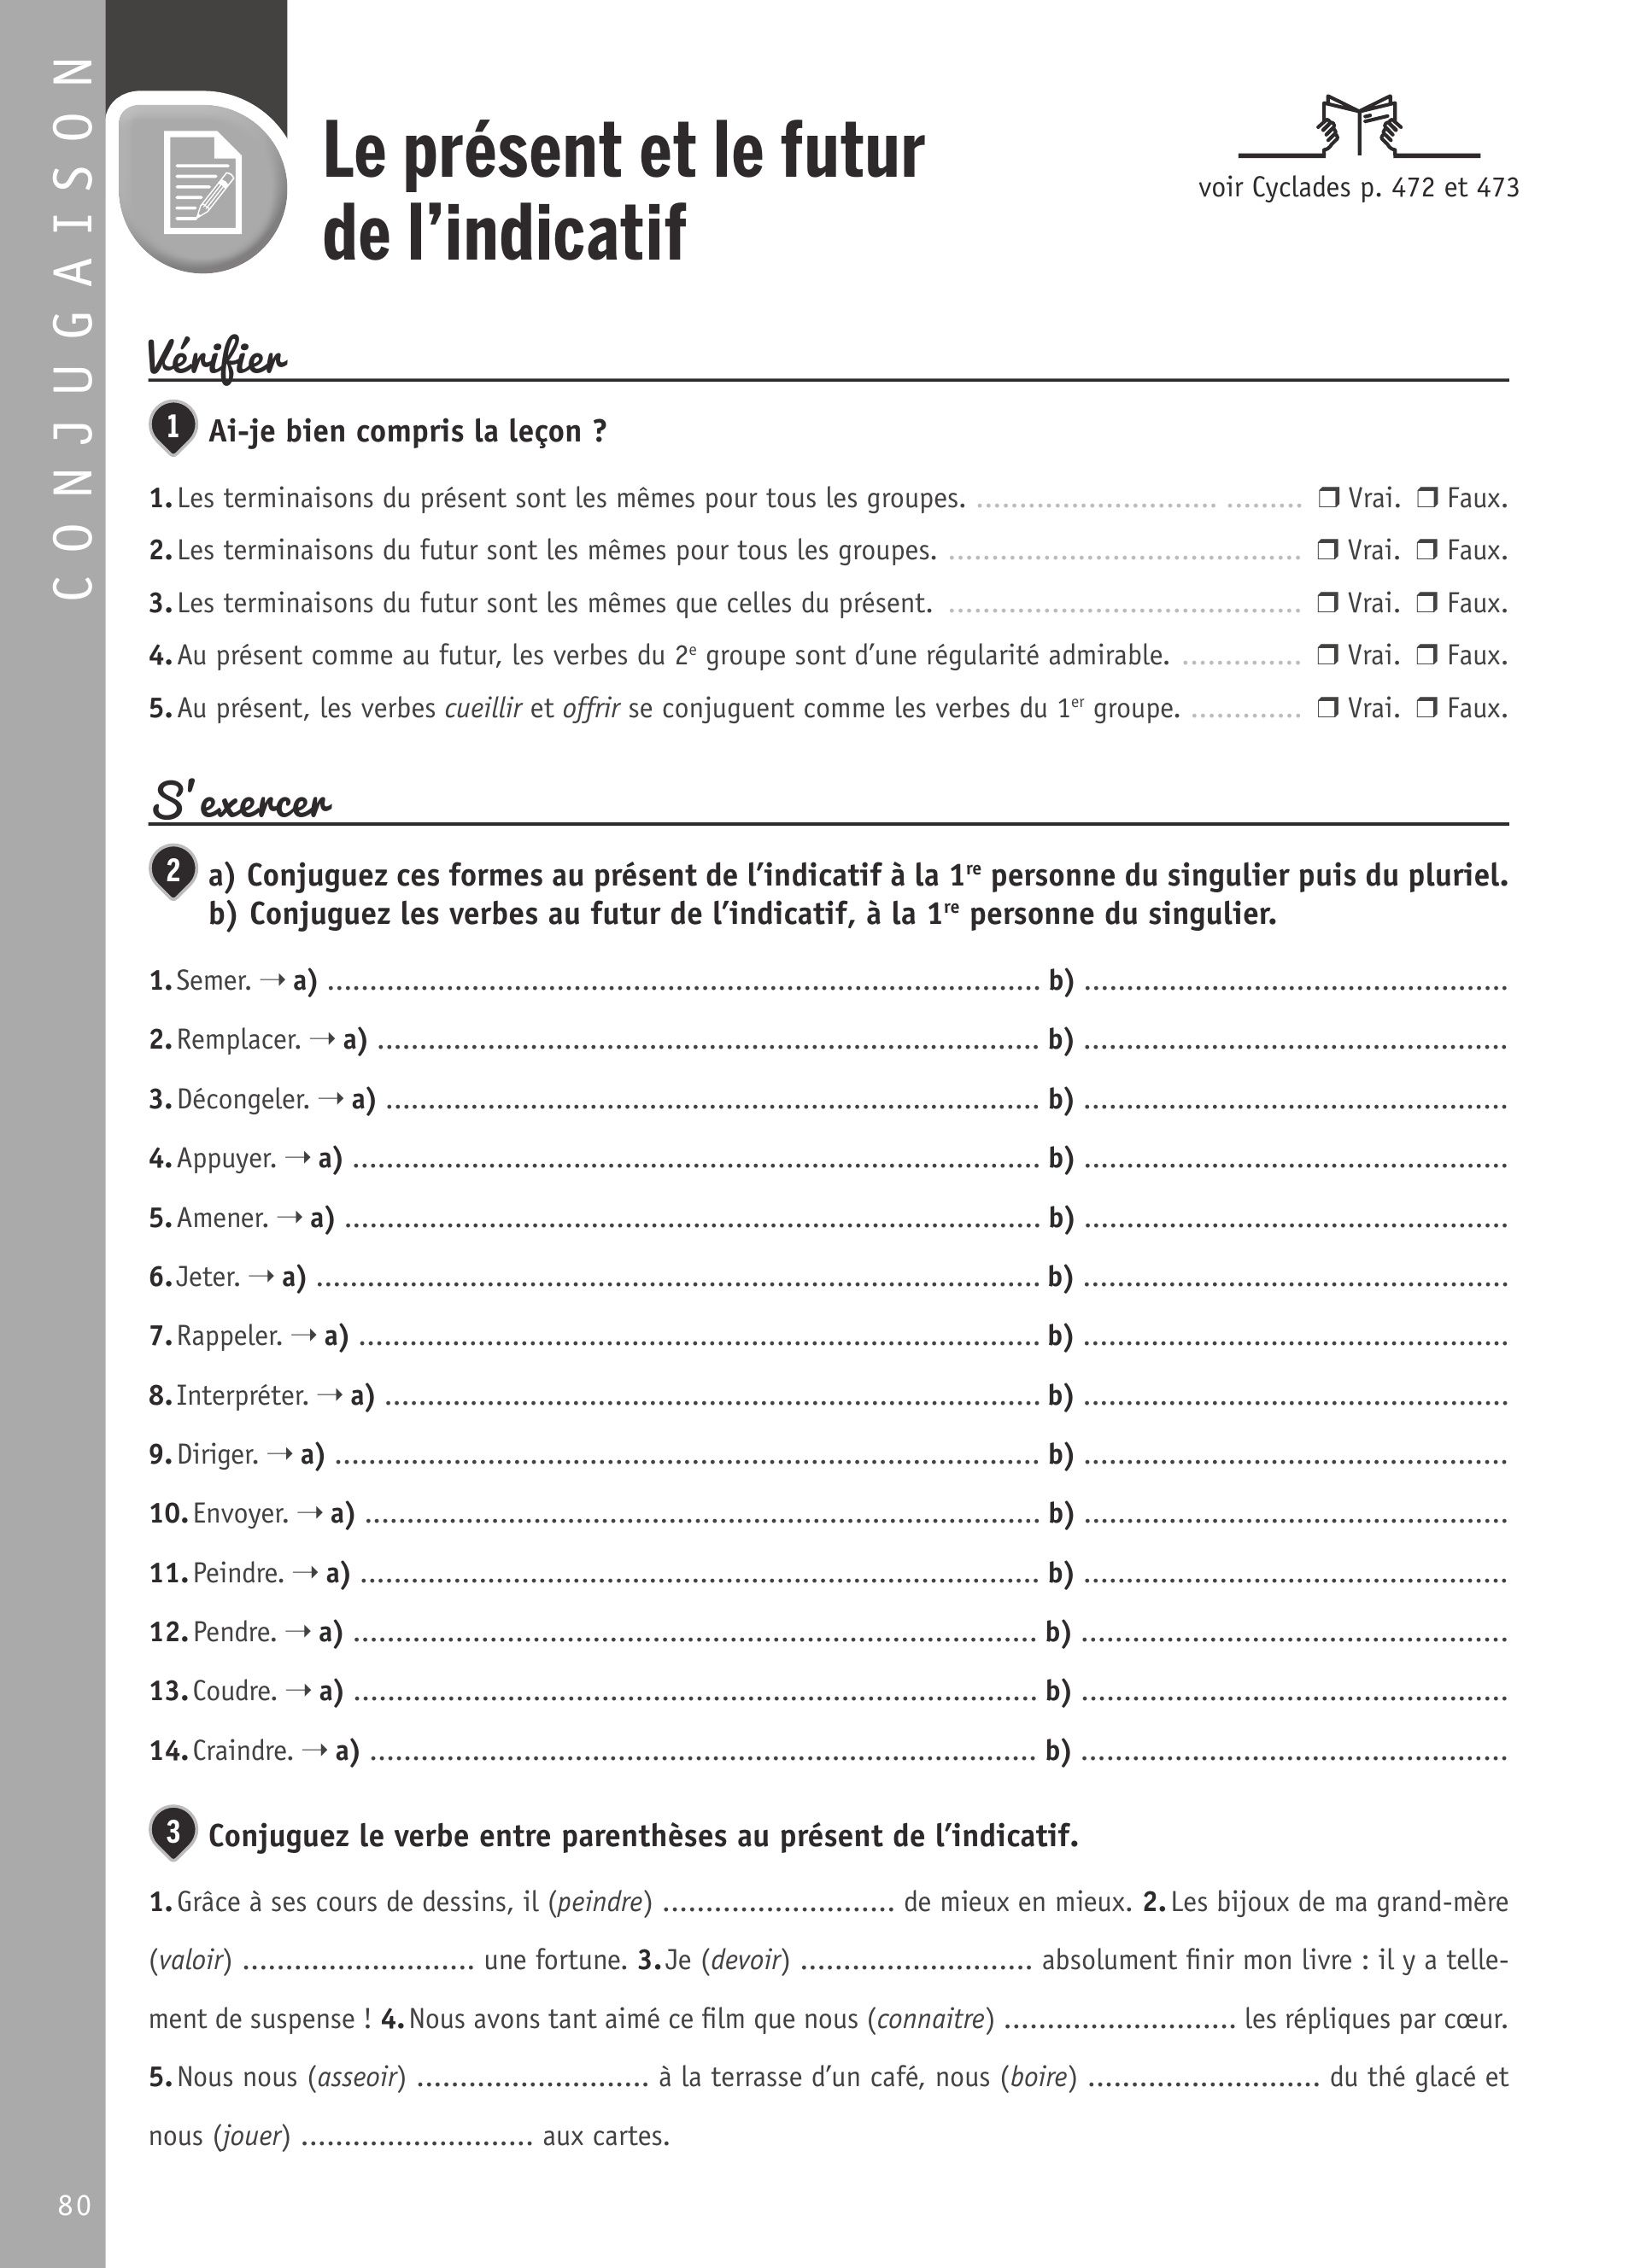 CONJUGAISON
Le présent et le futur
de l’indicatif
voir Cyclades p. 472 et 473
Vérifier
1 Ai-je bien compris la leçon ?
1. Les terminaisons du présent sont les mêmes pour tous les groupes. ............................ ......... ❒ Vrai. ❒ Faux.
2. Les terminaisons du futur sont les mêmes pour tous les groupes. ......................................... ❒ Vrai. ❒ Faux.
3. Les terminaisons du futur sont les mêmes que celles du présent. ......................................... ❒ Vrai. ❒ Faux.
4. Au présent comme au futur, les verbes du 2e groupe sont d’une régularité admirable. .............. ❒ Vrai. ❒ Faux.
5. Au présent, les verbes cueillir et offrir se conjuguent comme les verbes du 1er groupe. ............. ❒ Vrai. ❒ Faux.
S’exercer
2 a) Conjuguez ces formes au présent de l’indicatif à la 1re personne du singulier puis du pluriel.
b) Conjuguez les verbes au futur de l’indicatif, à la 1re personne du singulier.
1. Semer. → a) .................................................. b) ..................................................
2. Remplacer. → a) .................................................. b) ..................................................
3. Décongeler. → a) .................................................. b) ..................................................
4. Appuyer. → a) .................................................. b) ..................................................
5. Amener. → a) .................................................. b) ..................................................
6. Jeter. → a) .................................................. b) ..................................................
7. Rappeler. → a) .................................................. b) ..................................................
8. Interpréter. → a) .................................................. b) ..................................................
9. Diriger. → a) .................................................. b) ..................................................
10. Envoyer. → a) .................................................. b) ..................................................
11. Peindre. → a) .................................................. b) ..................................................
12. Pendre. → a) .................................................. b) ..................................................
13. Coudre. → a) .................................................. b) ..................................................
14. Craindre. → a) .................................................. b) ..................................................
3 Conjuguez le verbe entre parenthèses au présent de l’indicatif.
1. Grâce à ses cours de dessins, il (peindre) ........................... de mieux en mieux. 2. Les bijoux de ma grand-mère
(valoir) ........................... une fortune. 3. Je (devoir) ........................... absolument finir mon livre : il y a telle-
ment de suspense ! 4. Nous avons tant aimé ce film que nous (connaitre) ........................... les répliques par cœur.
5. Nous nous (asseoir) ........................... à la terrasse d’un café, nous (boire) ........................... du thé glacé et
nous (jouer) ........................... aux cartes.
80